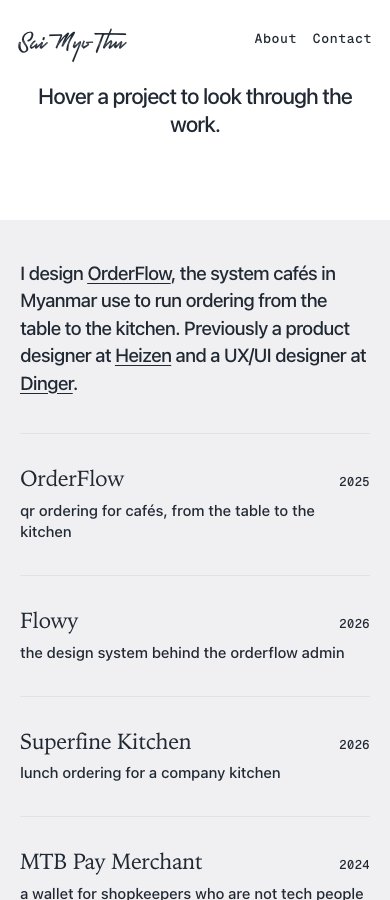 Sai Myo Thu
About Contact
Hover a project to look through the
work.
I design OrderFlow, the system cafés in
Myanmar use to run ordering from the
table to the kitchen. Previously a product
designer at Heizen and a UX/UI designer at
Dinger.
OrderFlow 2025
qr ordering for cafés, from the table to the
kitchen
Flowy 2026
the design system behind the orderflow admin
Superfine Kitchen 2026
lunch ordering for a company kitchen
MTB Pay Merchant 2024
a wallet for shopkeepers who are not tech people